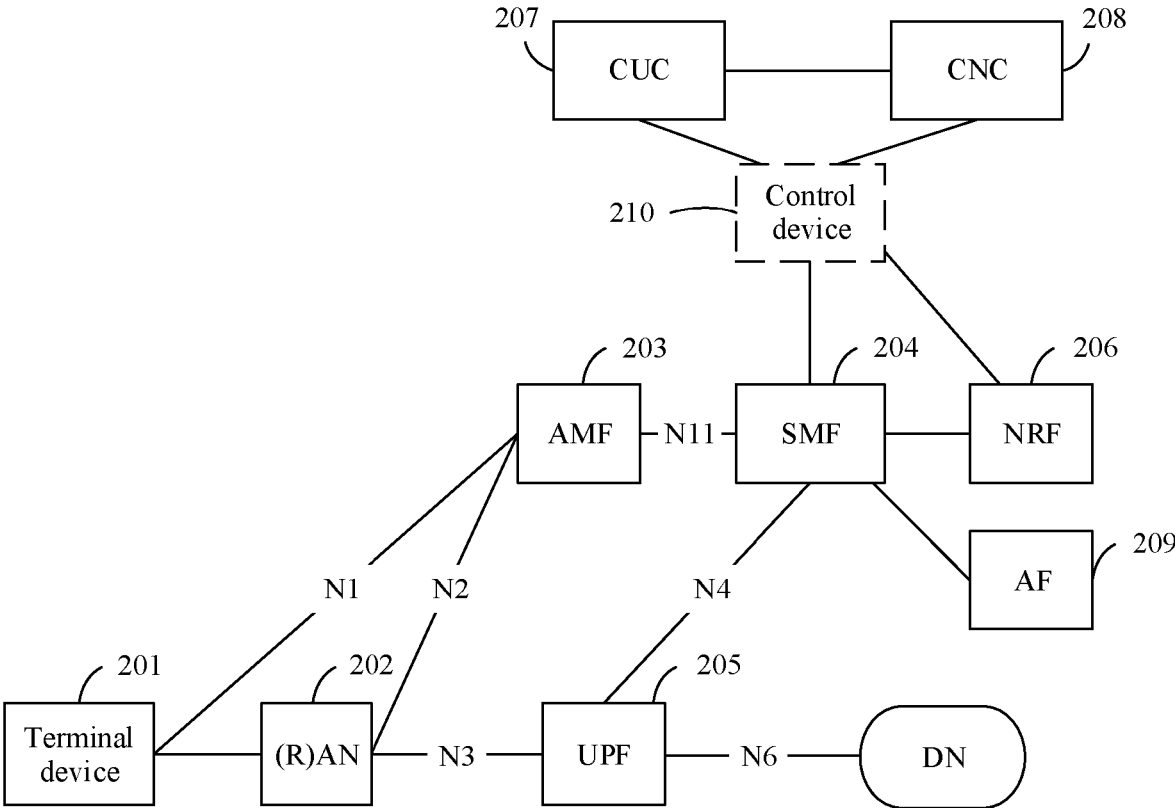 207
208
CUC
CNC
210
Control
device
203
204
206
AMF
N11
SMF
NRF
209
AF
N1
N2
N4
201
202
205
Terminal
device
(R)AN
N3
UPF
N6
DN